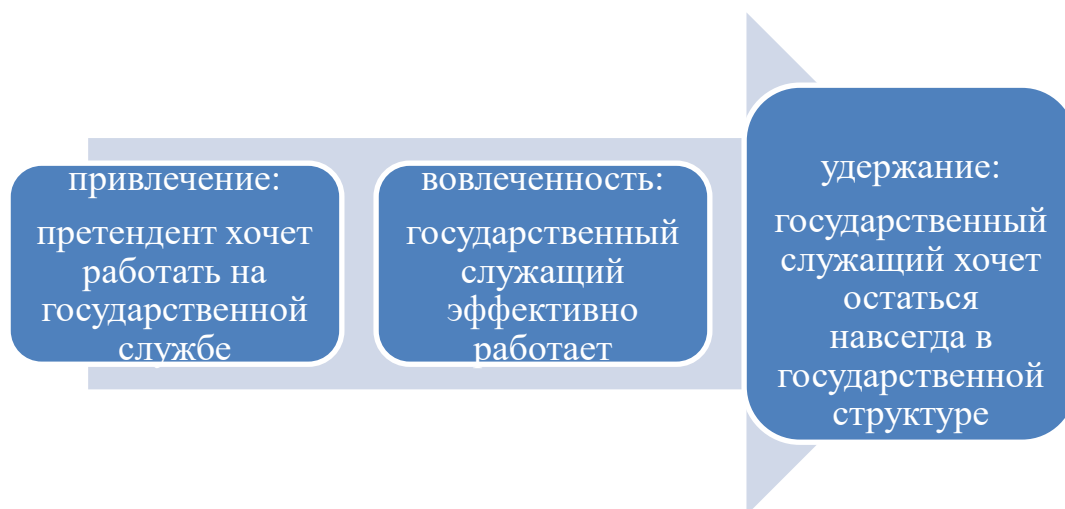 привлечение:
претендент хочет
работать на
государственной
службе
вовлеченность:
государственный
служащий
эффективно
работает
удержание:
государственный
служащий хочет
остаться
навсегда в
государственной
структуре